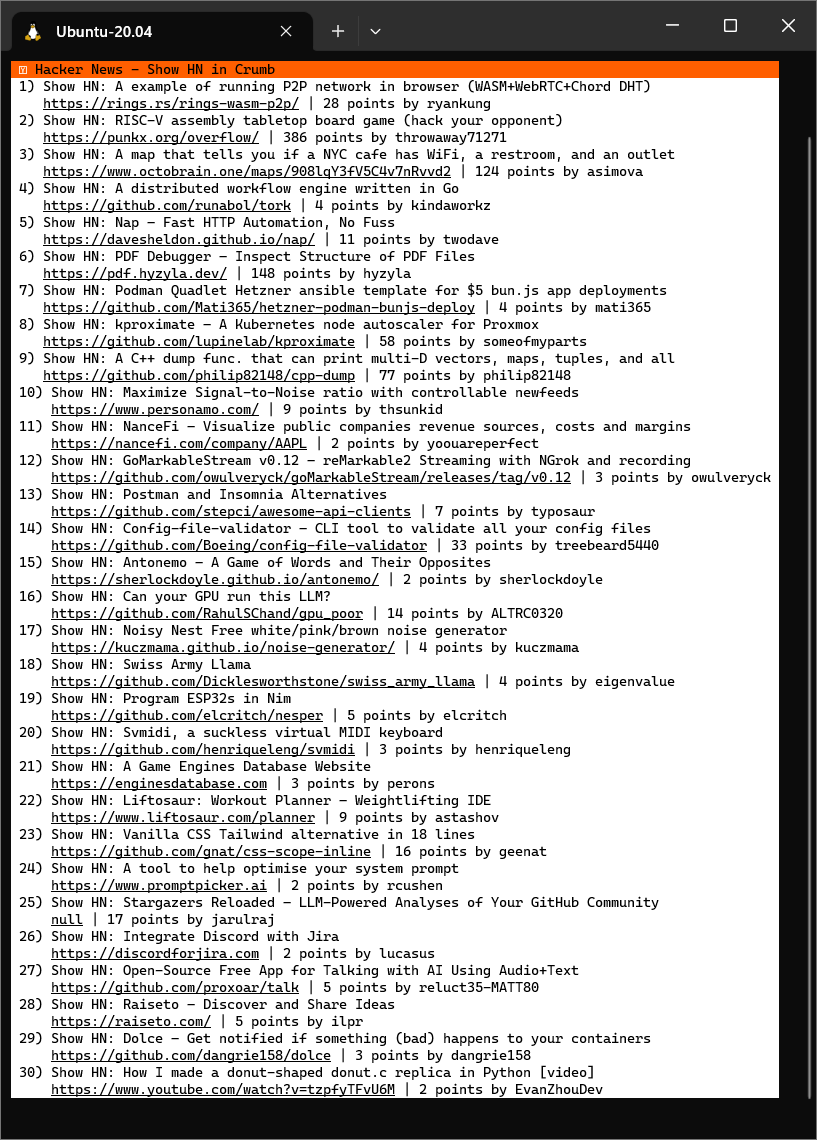 Ubuntu-20.04
Y Hacker News - Show HN in Crumb
1) Show HN: A example of running P2P network in browser (WASM+WebRTC+Chord DHT)
https://rings.rs/rings-wasm-p2p/ | 28 points by ryankung
2) Show HN: RISC-V assembly tabletop board game (hack your opponent)
https://punkx.org/overflow/ | 386 points by throwaway71271
3) Show HN: A map that tells you if a NYC cafe has WiFi, a restroom, and an outlet
https://www.octobrain.one/maps/908lqY3fV5C4v7nRvvd2 | 124 points by asimova
4) Show HN: A distributed workflow engine written in Go
https://github.com/runabol/tork | 4 points by kindaworkz
5) Show HN: Nap – Fast HTTP Automation, No Fuss
https://davesheldon.github.io/nap/ | 11 points by twodave
6) Show HN: PDF Debugger – Inspect Structure of PDF Files
https://pdf.hyzyla.dev/ | 148 points by hyzyla
7) Show HN: Podman Quadlet Hetzner ansible template for $5 bun.js app deployments
https://github.com/Mati365/hetzner-podman-bunjs-deploy | 4 points by mati365
8) Show HN: kproximate – A Kubernetes node autoscaler for Proxmox
https://github.com/lupinelab/kproximate | 58 points by someofmyparts
9) Show HN: A C++ dump func. that can print multi-D vectors, maps, tuples, and all
https://github.com/philip82148/cpp-dump | 77 points by philip82148
10) Show HN: Maximize Signal-to-Noise ratio with controllable newfeeds
https://www.personamo.com/ | 9 points by thsunkid
11) Show HN: NanceFi – Visualize public companies revenue sources, costs and margins
https://nancefi.com/company/AAPL | 2 points by yoouareperfect
12) Show HN: GoMarkableStream v0.12 – reMarkable2 Streaming with NGrok and recording
https://github.com/owulveryck/goMarkableStream/releases/tag/v0.12 | 3 points by owulveryck
13) Show HN: Postman and Insomnia Alternatives
https://github.com/stepci/awesome-api-clients | 7 points by typosaur
14) Show HN: Config-file-validator – CLI tool to validate all your config files
https://github.com/Boeing/config-file-validator | 33 points by treebeard5440
15) Show HN: Antonemo – A Game of Words and Their Opposites
https://sherlockdoyle.github.io/antonemo/ | 2 points by sherlockdoyle
16) Show HN: Can your GPU run this LLM?
https://github.com/RahulSChand/gpu_poor | 14 points by ALTRC0320
17) Show HN: Noisy Nest Free white/pink/brown noise generator
https://kuczmama.github.io/noise-generator/ | 4 points by kuczmama
18) Show HN: Swiss Army Llama
https://github.com/Dicklesworthstone/swiss_army_llama | 4 points by eigenvalue
19) Show HN: Program ESP32s in Nim
https://github.com/elcritch/nesper | 5 points by elcritch
20) Show HN: Svmidi, a suckless virtual MIDI keyboard
https://github.com/henriqueleng/svmidi | 3 points by henriqueleng
21) Show HN: A Game Engines Database Website
https://enginesdatabase.com | 3 points by perons
22) Show HN: Liftosaur: Workout Planner – Weightlifting IDE
https://www.liftosaur.com/planner | 9 points by astashov
23) Show HN: Vanilla CSS Tailwind alternative in 18 lines
https://github.com/gnat/css-scope-inline | 16 points by geenat
24) Show HN: A tool to help optimise your system prompt
https://www.promptpicker.ai | 2 points by rcushen
25) Show HN: Stargazers Reloaded – LLM-Powered Analyses of Your GitHub Community
null | 17 points by jarulraj
26) Show HN: Integrate Discord with Jira
https://discordforjira.com | 2 points by lucasus
27) Show HN: Open-Source Free App for Talking with AI Using Audio+Text
https://github.com/proxoar/talk | 5 points by reluct35-MATT80
28) Show HN: Raiseto – Discover and Share Ideas
https://raiseto.com/ | 5 points by ilpr
29) Show HN: Dolce – Get notified if something (bad) happens to your containers
https://github.com/dangrie158/dolce | 3 points by dangrie158
30) Show HN: How I made a donut-shaped donut.c replica in Python [video]
https://www.youtube.com/watch?v=tzpfyTFvU6M | 2 points by EvanZhouDev